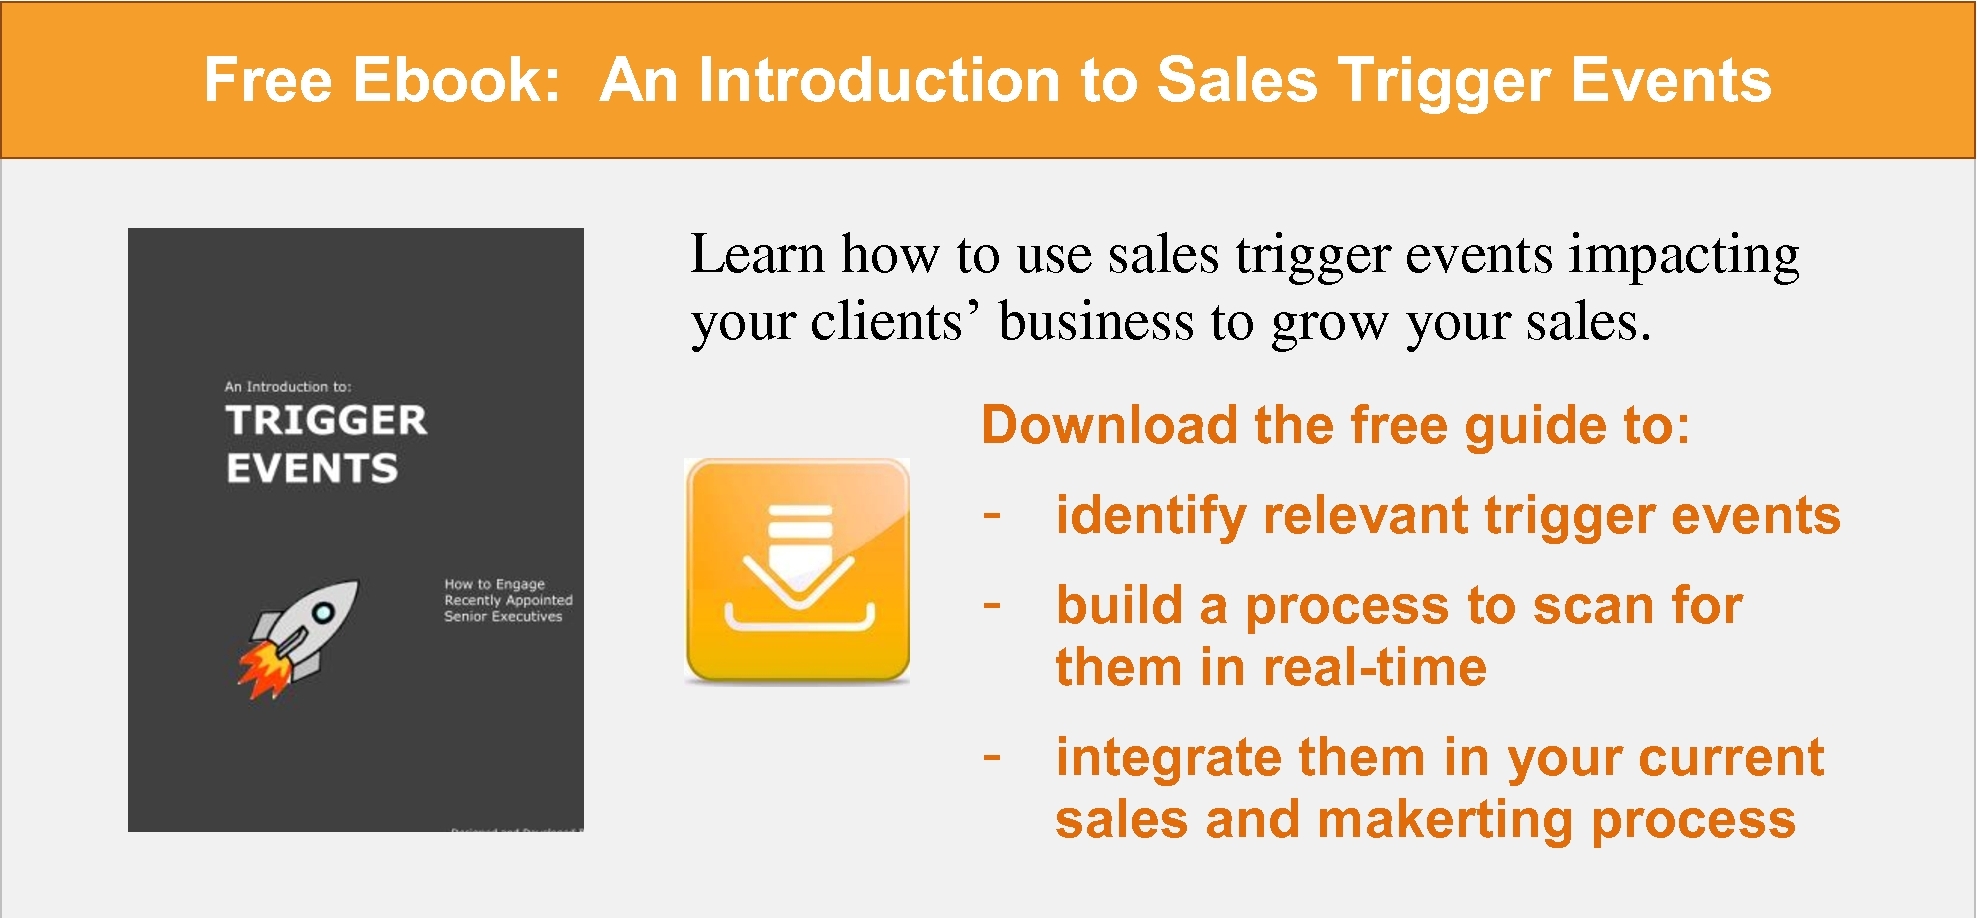 Free Ebook:  An Introduction to Sales Trigger Events
An Introduction to:
TRIGGER
EVENTS
How to Engage
Recently Appointed
Senior Executives
Learn how to use sales trigger events impacting
your clients’ business to grow your sales.
Download the free guide to:
- identify relevant trigger events
- build a process to scan for
them in real-time
- integrate them in your current
sales and makerting process